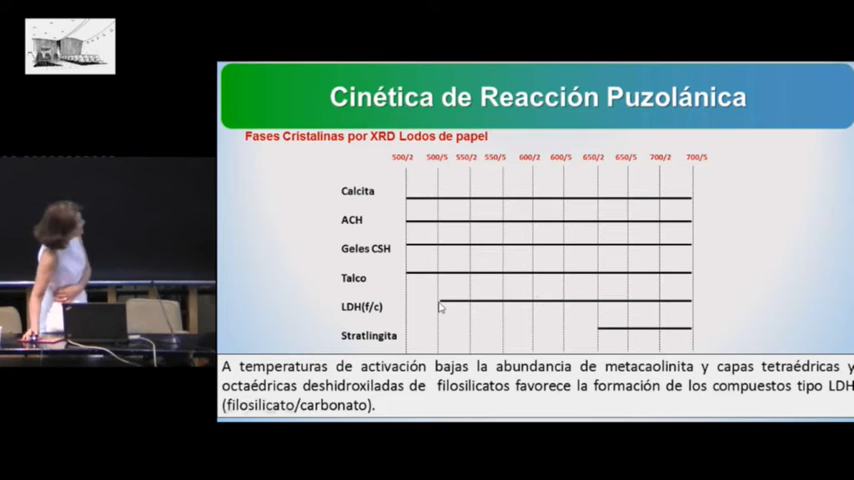 Cinética de Reacción Puzolánica
Fases Cristalinas por XRD Lodos de papel
500/2 500/5 550/2 550/5 600/2 600/5 650/2 650/5 700/2 700/5
Calcita
ACH
Geles CSH
Talco
LDH(f/c)
Stratlingita
A temperaturas de activación bajas la abundancia de metacaolinita y capas tetraédricas y
octaédricas deshidroxiladas de filosilicatos favorece la formación de los compuestos tipo LDH
(filosilicato/carbonato).